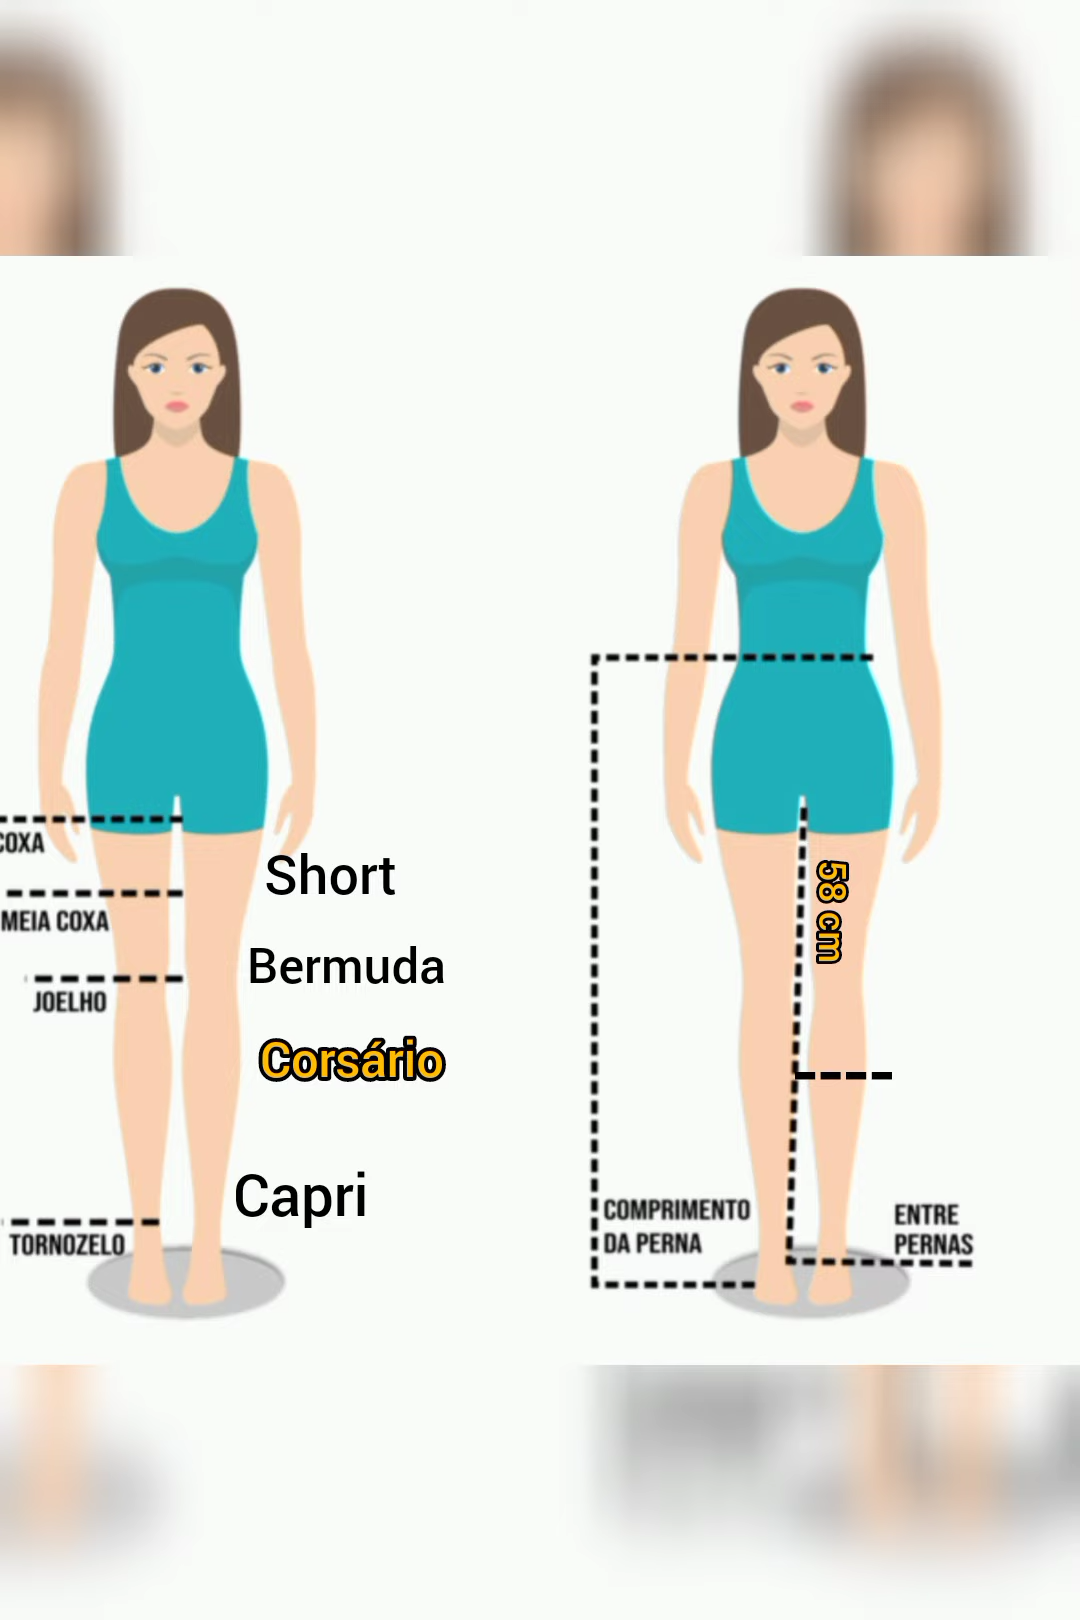 COXA
MEIA COXA
JOELHO
TORNOZELO
Short
Bermuda
Corsário
Capri
58 cm
COMPRIMENTO
DA PERNA
ENTRE
PERNAS